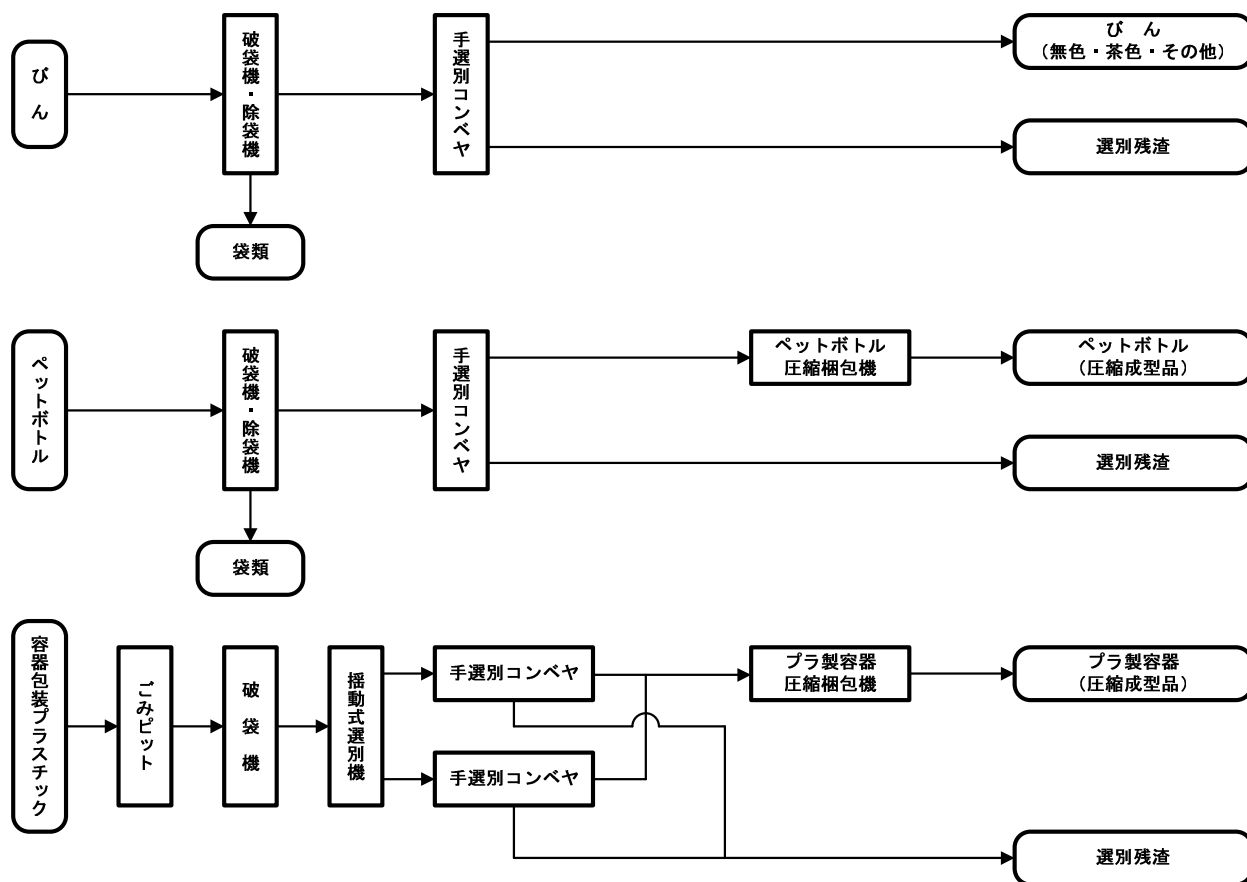 びん
破袋機・除袋機
手選別コンベヤ
びん
（無色・茶色・その他）
選別残渣
袋類
ペットボトル
破袋機・除袋機
手選別コンベヤ
ペットボトル
圧縮梱包機
ペットボトル
（圧縮成型品）
選別残渣
袋類
容器包装プラスチック
ごみピット
破袋機
揺動式選別機
手選別コンベヤ
手選別コンベヤ
プラ製容器
圧縮梱包機
プラ製容器
（圧縮成型品）
選別残渣